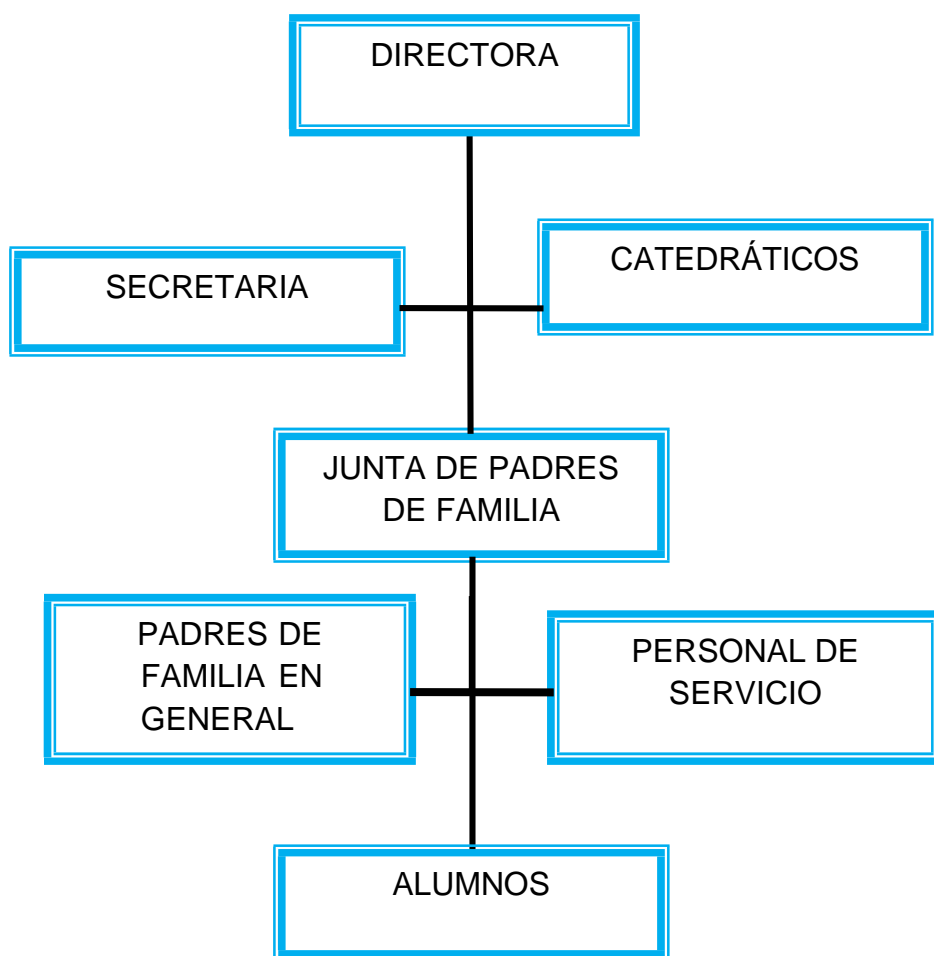 DIRECTORA
SECRETARIA
CATEDRÁTICOS
JUNTA DE PADRES
DE FAMILIA
PADRES DE
FAMILIA EN
GENERAL
PERSONAL DE
SERVICIO
ALUMNOS